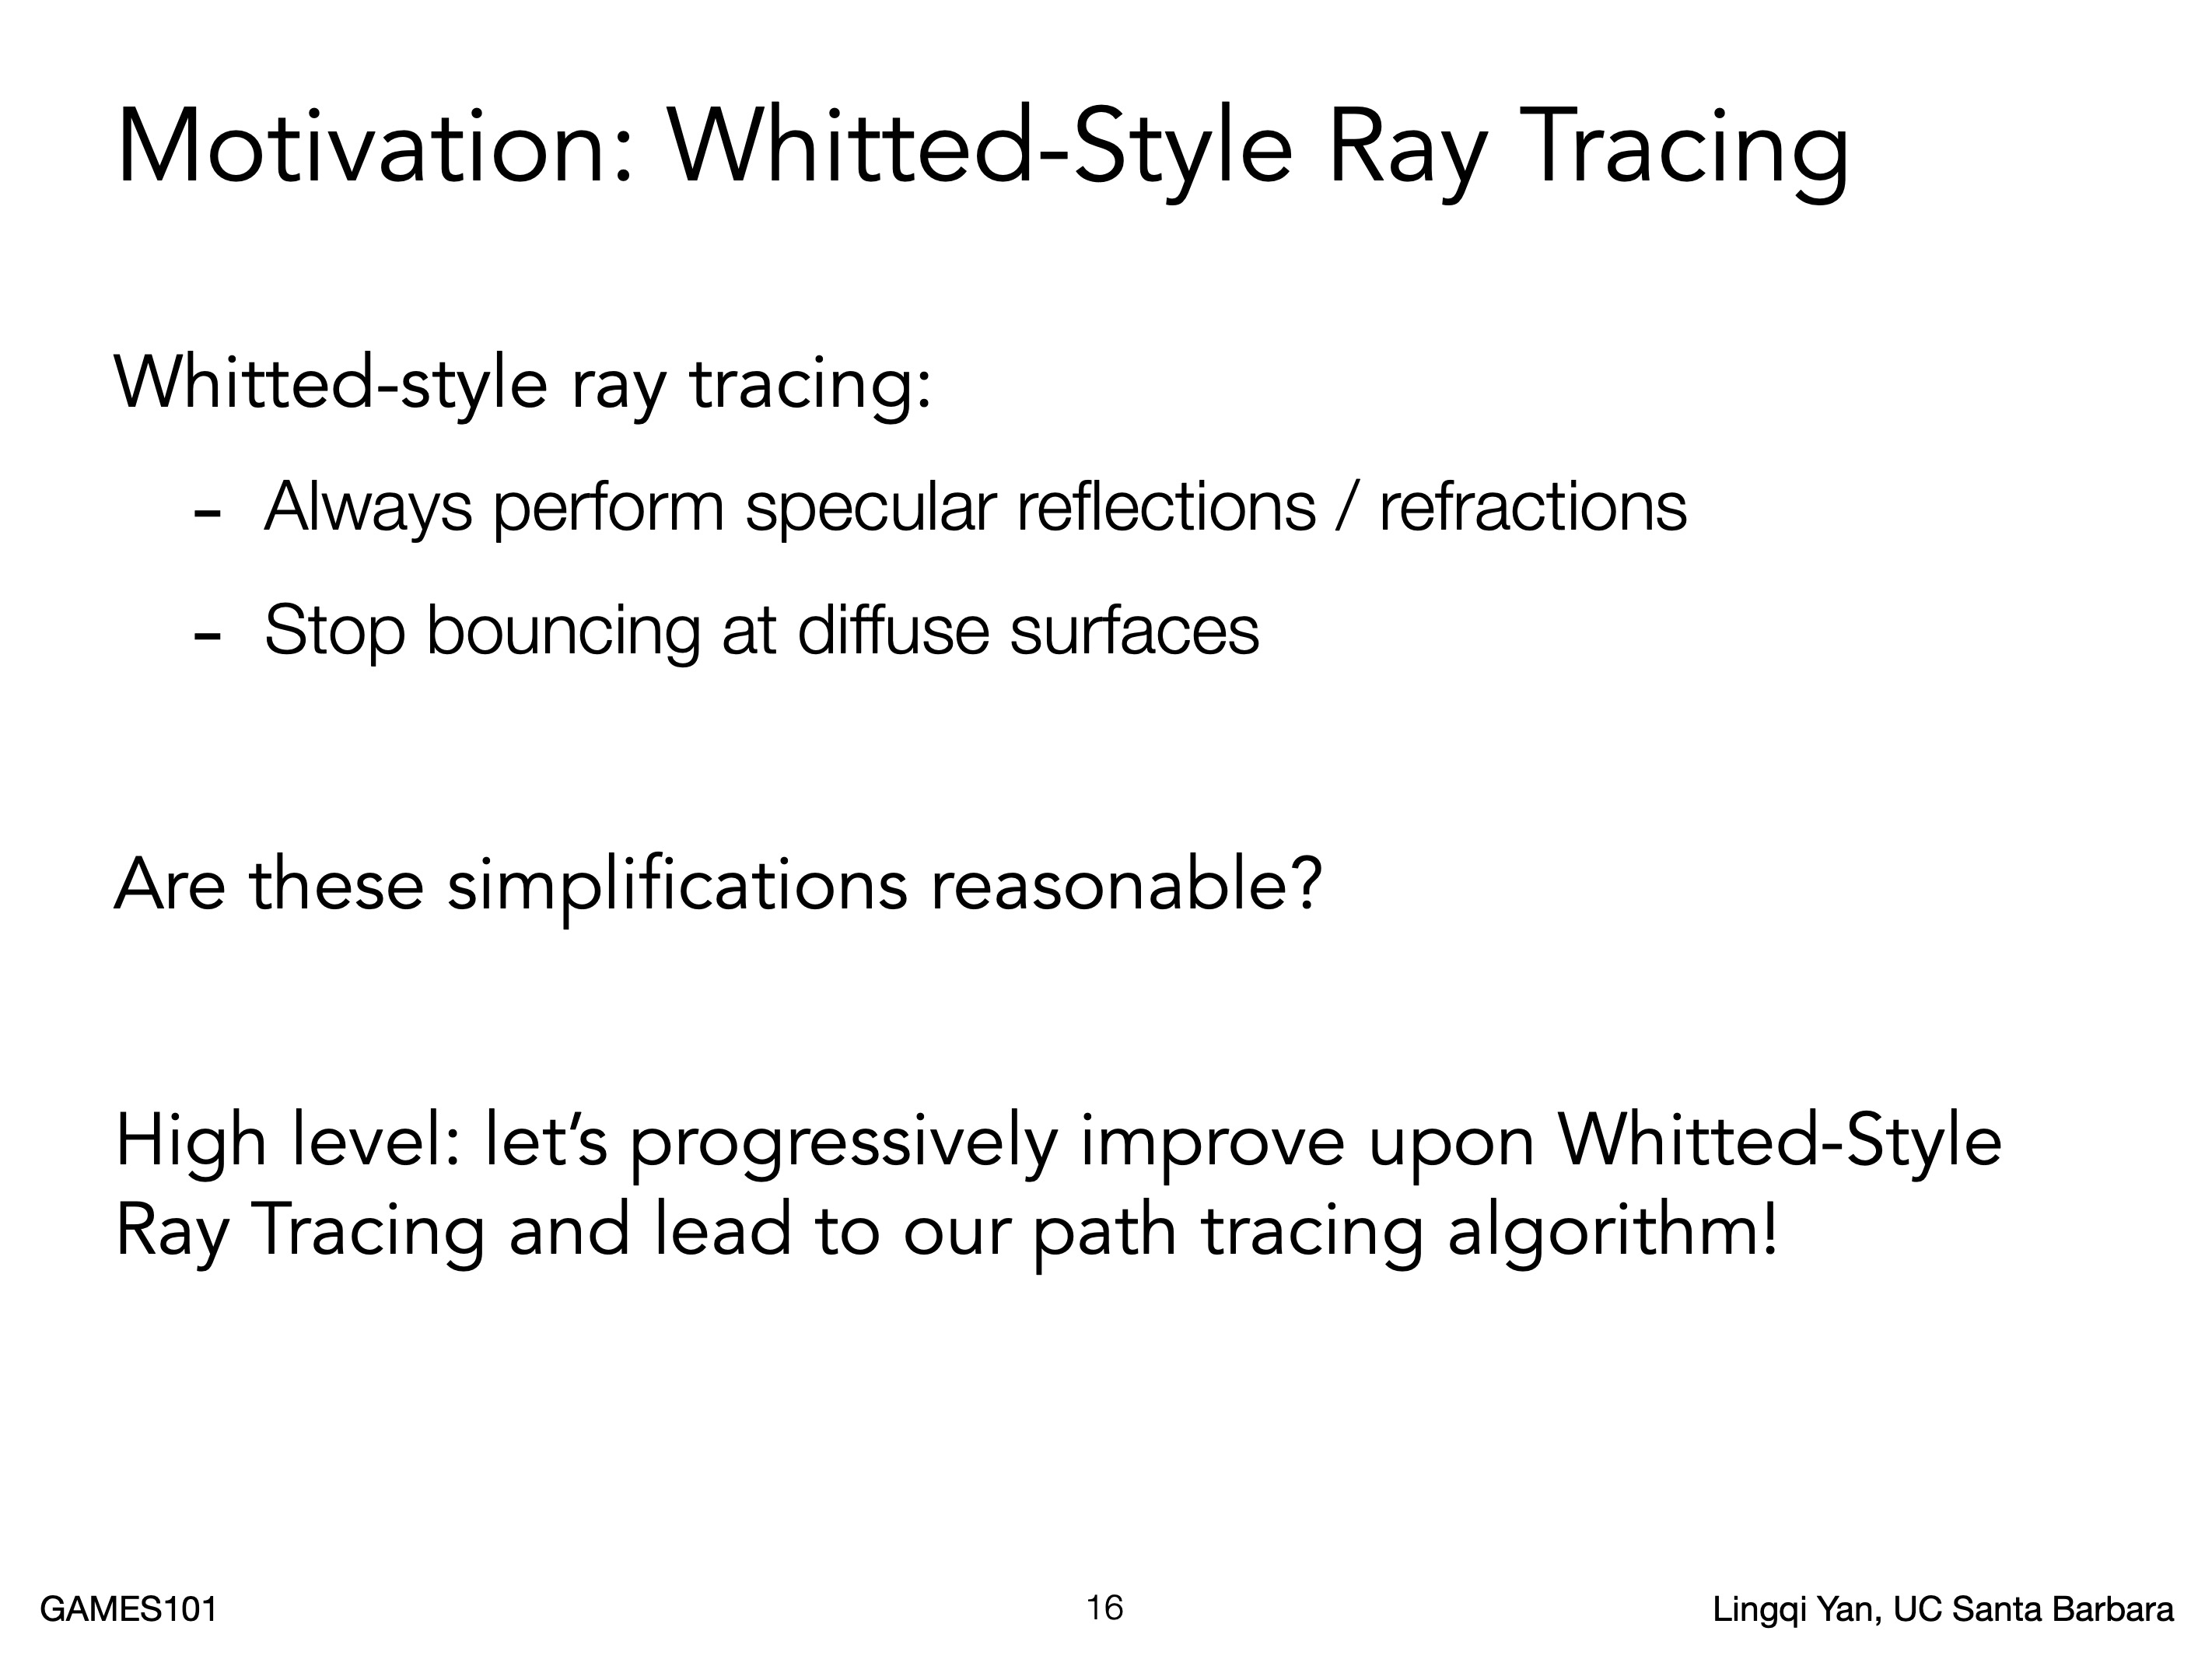 Motivation: Whitted-Style Ray Tracing
Whitted-style ray tracing:
- Always perform specular reflections / refractions
- Stop bouncing at diffuse surfaces
Are these simplifications reasonable?
High level: let’s progressively improve upon Whitted-Style
Ray Tracing and lead to our path tracing algorithm!
GAMES101
16
Lingqi Yan, UC Santa Barbara